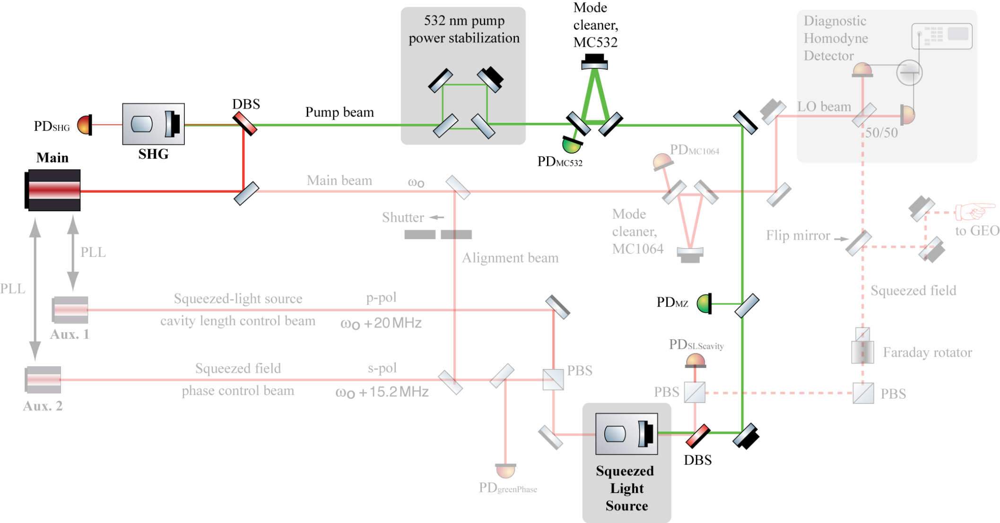 532 nm pump
power stabilization
Mode
cleaner,
MC532
Diagnostic
Homodyne
Detector
DBS
Pump beam
LO beam
50/50
PDSHG
SHG
Main
PDMC532
PDMC1064
Main beam
ωo
Shutter
Mode
cleaner,
MC1064
Flip mirror
to GEO
PLL
PLL
Alignment beam
Squeezed-light source
p-pol
cavity length control beam
ωo +20 MHz
Aux. 1
PDMZ
Squeezed field
PDSLScavity
Faraday rotator
Squeezed field
s-pol
phase control beam
ωo +15.2 MHz
Aux. 2
PBS
PBS
PBS
DBS
Squeezed
Light
Source
PDgreenPhase